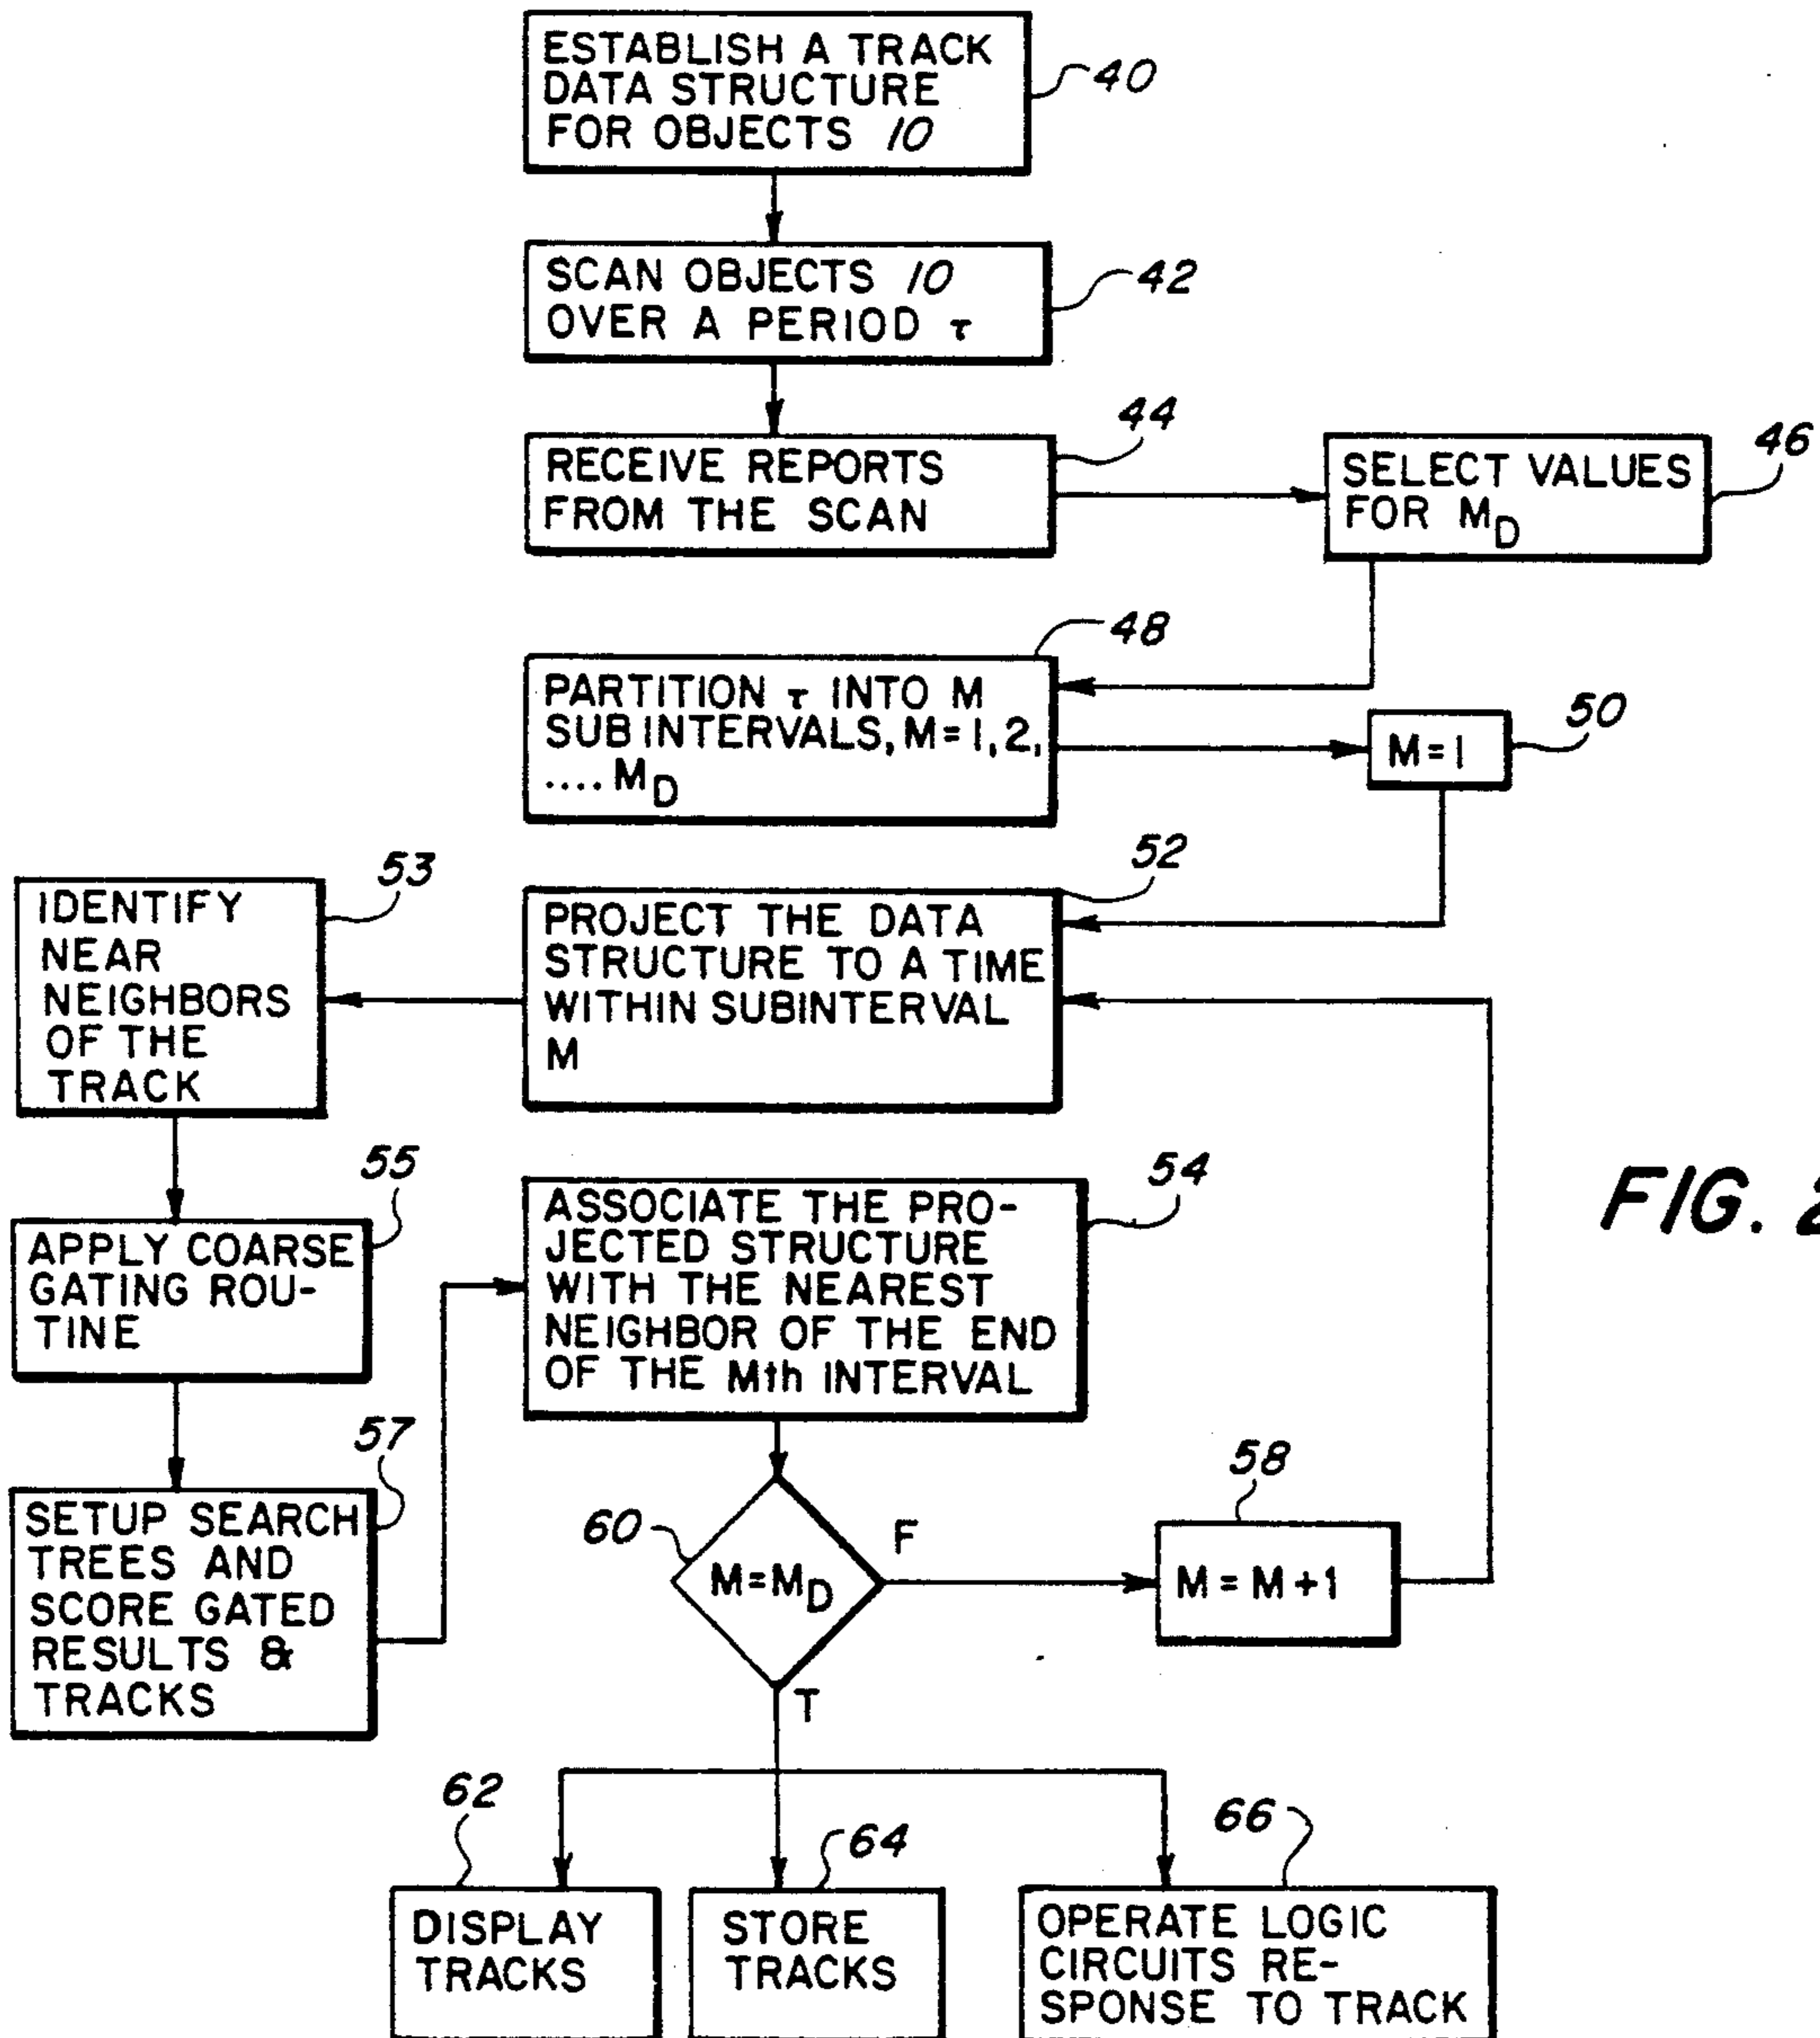 ESTABLISH A TRACK
DATA STRUCTURE
FOR OBJECTS 10
40
SCAN OBJECTS 10
OVER A PERIOD τ
42
RECEIVE REPORTS
FROM THE SCAN
44
SELECT VALUES
FOR M_D
46
PARTITION τ INTO M
SUB INTERVALS, M=1,2,
.... M_D
48
M=1
50
PROJECT THE DATA
STRUCTURE TO A TIME
WITHIN SUBINTERVAL
M
52
IDENTIFY
NEAR
NEIGHBORS
OF THE
TRACK
53
APPLY COARSE
GATING ROU-
TINE
55
SETUP SEARCH
TREES AND
SCORE GATED
RESULTS &
TRACKS
57
ASSOCIATE THE PRO-
JECTED STRUCTURE
WITH THE NEAREST
NEIGHBOR OF THE END
OF THE Mth INTERVAL
54
FIG. 2
60
M=M_D
F
T
58
M=M+1
62
DISPLAY
TRACKS
64
STORE
TRACKS
66
OPERATE LOGIC
CIRCUITS RE-
SPONSE TO TRACK